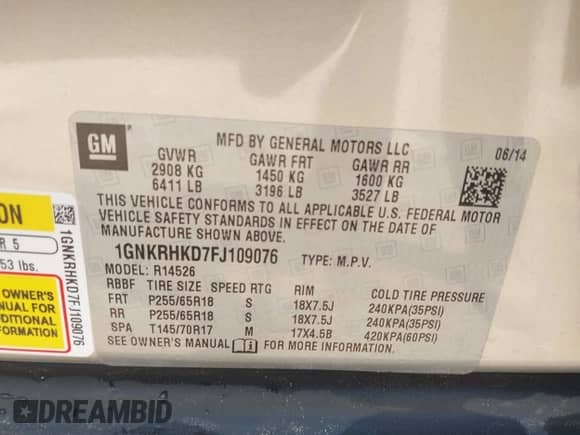 GM
MFD BY GENERAL MOTORS LLC
06/14
GVWR GAWR FRT GAWR RR
2908 KG 1450 KG 1600 KG
6411 LB 3196 LB 3527 LB
THIS VEHICLE CONFORMS TO ALL APPLICABLE U.S. FEDERAL MOTOR
VEHICLE SAFETY STANDARDS IN EFFECT ON THE DATE OF
MANUFACTURE SHOWN ABOVE.
1GNKRHKD7FJ109076 TYPE: M.P.V.
MODEL: R14526
RBBF TIRE SIZE SPEED RTG RIM COLD TIRE PRESSURE
FRT P255/65R18 S 18X7.5J 240KPA(35PSI)
RR P255/65R18 S 18X7.5J 240KPA(35PSI)
SPA T145/70R17 M 17X4.5B 420KPA(60PSI)
SEE OWNER'S MANUAL FOR MORE INFORMATION.
ON
R 5
53 lbs.
OWNER'S
NUAL FOR
DDITIONAL
ORMATION
1GNKRHKD7FJ109076
DREAMBID